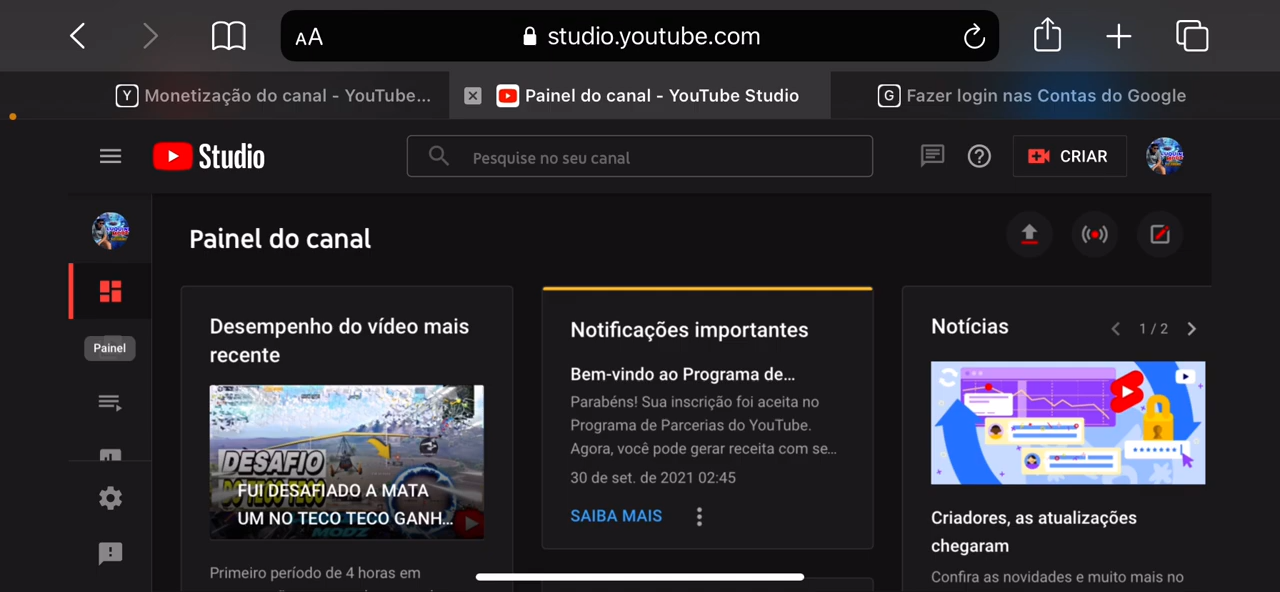 AA
studio.youtube.com
Y
Monetização do canal - YouTube...
Painel do canal - YouTube Studio
G
Fazer login nas Contas do Google
Studio
Pesquise no seu canal
CRIAR
Painel do canal
Painel
Desempenho do vídeo mais
recente
DESAFIO
DO TECO TECO
FUI DESAFIADO A MATA
UM NO TECO TECO GANH...
MODZ
Primeiro período de 4 horas em
Notificações importantes
Bem-vindo ao Programa de...
Parabéns! Sua inscrição foi aceita no
Programa de Parcerias do YouTube.
Agora, você pode gerar receita com se...
30 de set. de 2021 02:45
SAIBA MAIS
Notícias
1 / 2
Criadores, as atualizações
chegaram
Confira as novidades e muito mais no